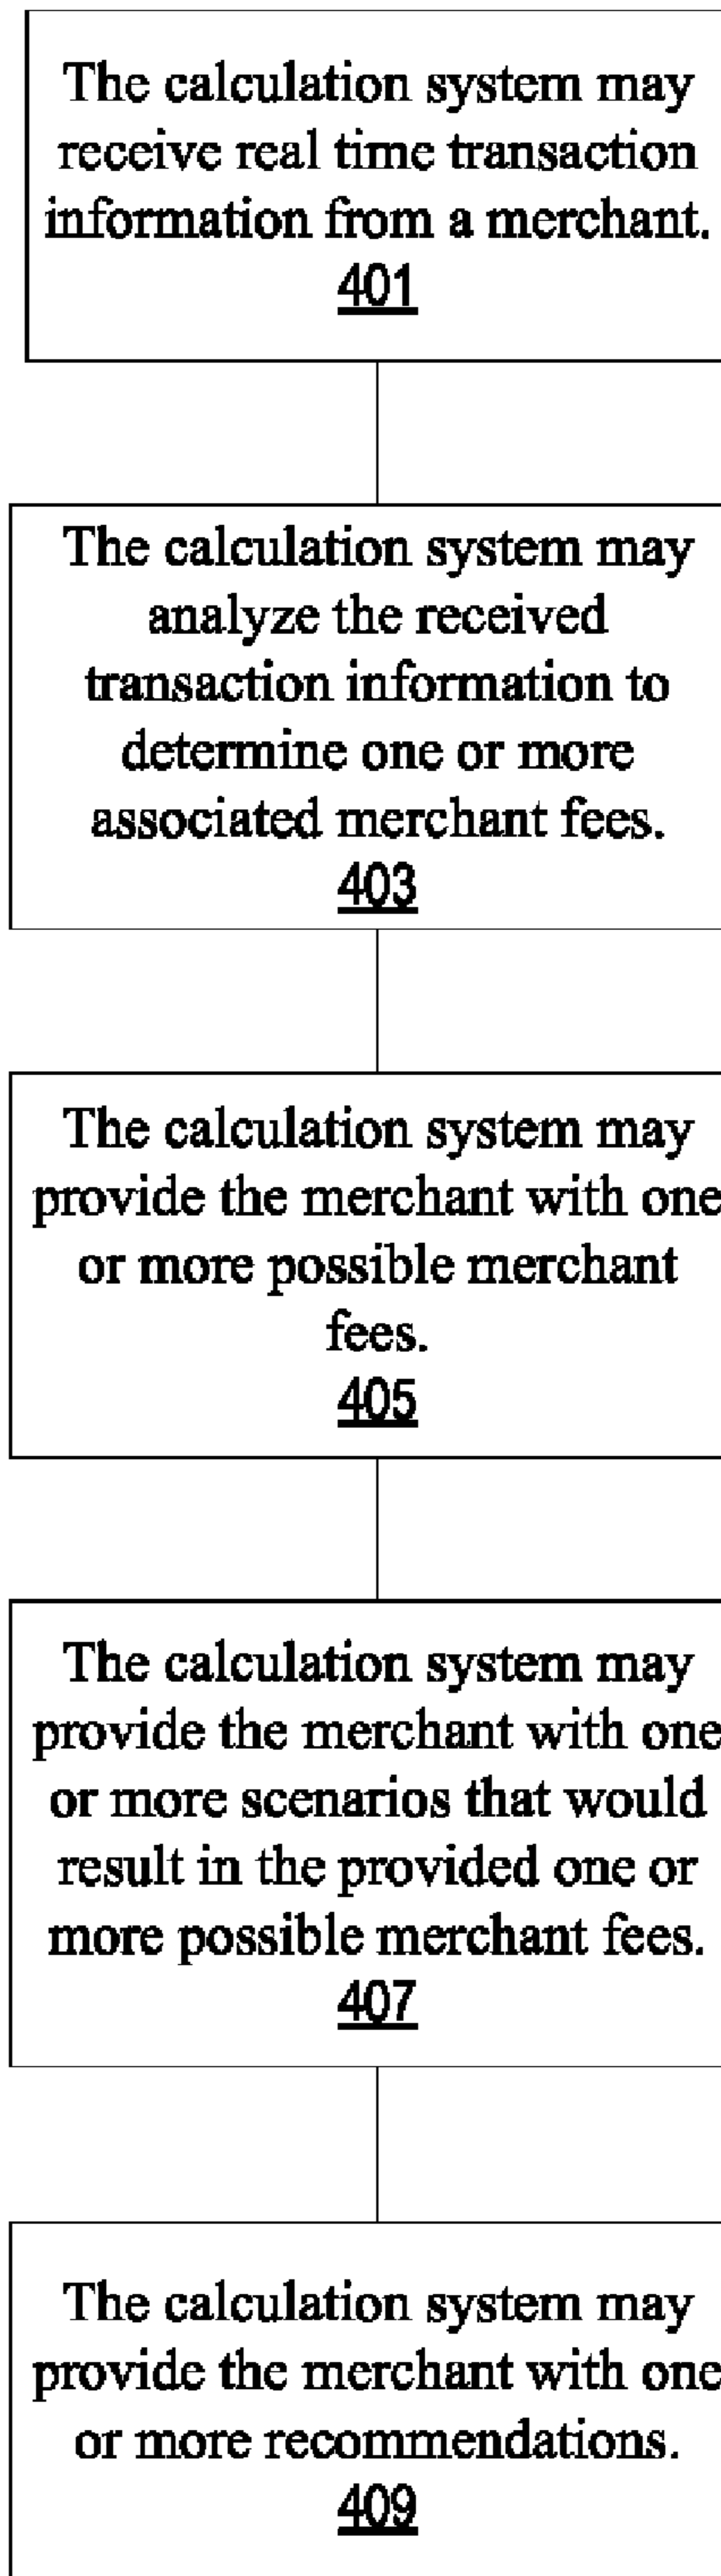 The calculation system may
receive real time transaction
information from a merchant.
401
The calculation system may
analyze the received
transaction information to
determine one or more
associated merchant fees.
403
The calculation system may
provide the merchant with one
or more possible merchant
fees.
405
The calculation system may
provide the merchant with one
or more scenarios that would
result in the provided one or
more possible merchant fees.
407
The calculation system may
provide the merchant with one
or more recommendations.
409